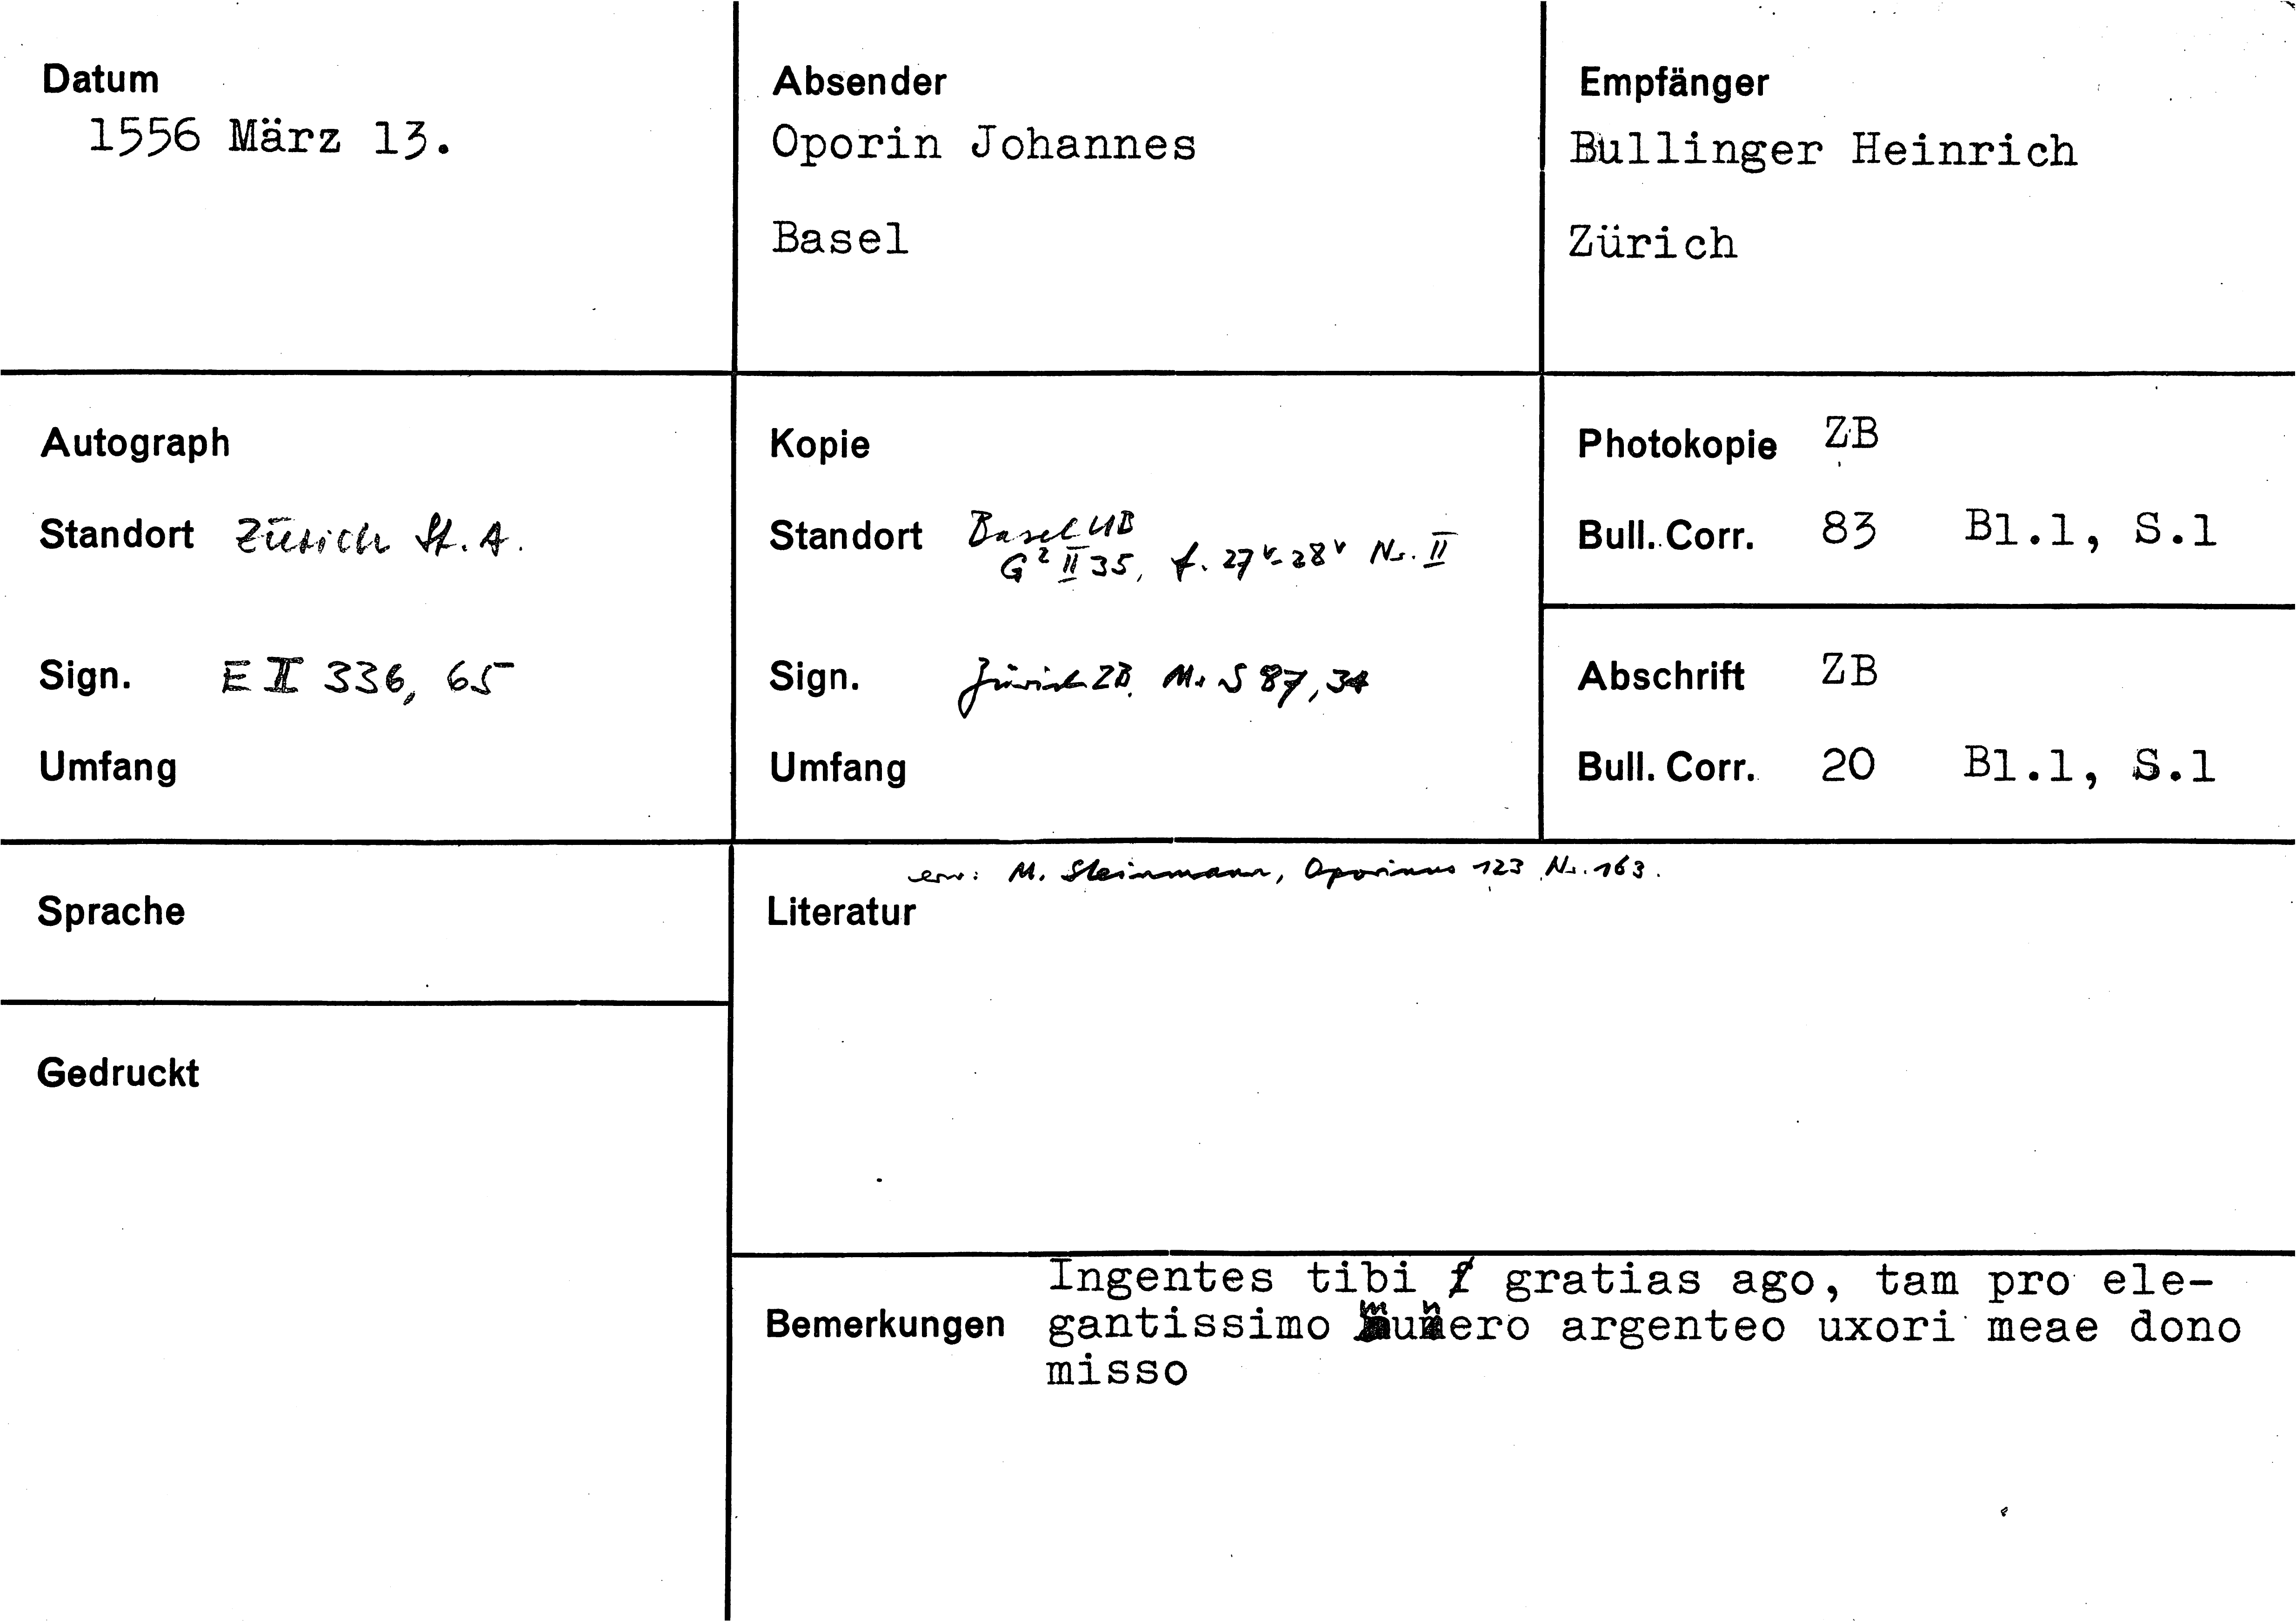 Datum
1556 März 13.
Absender
Oporin Johannes
Basel
Empfänger
Bullinger Heinrich
Zürich
Autograph
Standort Zürich St. A.
Sign. E II 336, 65
Umfang
Kopie
Standort Basel UB
G² II 35, f. 27v-28v Nr. II
Sign. Zürich ZB, Ms S 87, 34
Umfang
Photokopie ZB
Bull. Corr. 83 Bl.1, S.1
Abschrift ZB
Bull. Corr. 20 Bl.1, S.1
Sprache
Gedruckt
erw: M. Steinmann, Oporinus 123 Nr. 163.
Literatur
Bemerkungen
Ingentes tibi gratias ago, tam pro ele-
gantissimo munero argenteo uxori meae dono
misso